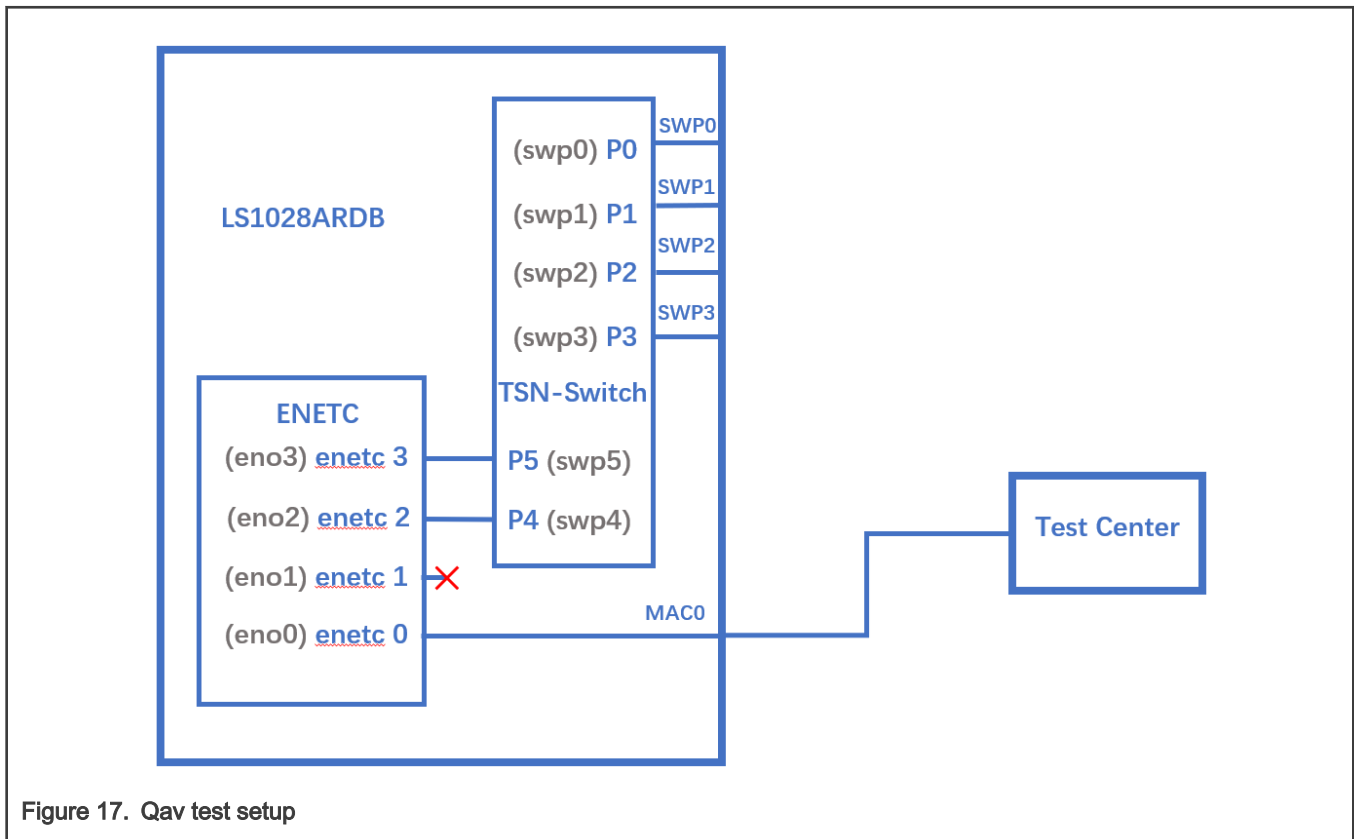 SWP0
(swp0) P0
SWP1
(swp1) P1
LS1028ARDB
SWP2
(swp2) P2
SWP3
(swp3) P3
TSN-Switch
ENETC
(eno3) enetc 3
P5 (swp5)
(eno2) enetc 2
P4 (swp4)
Test Center
(eno1) enetc 1
MAC0
(eno0) enetc 0
Figure 17. Qav test setup